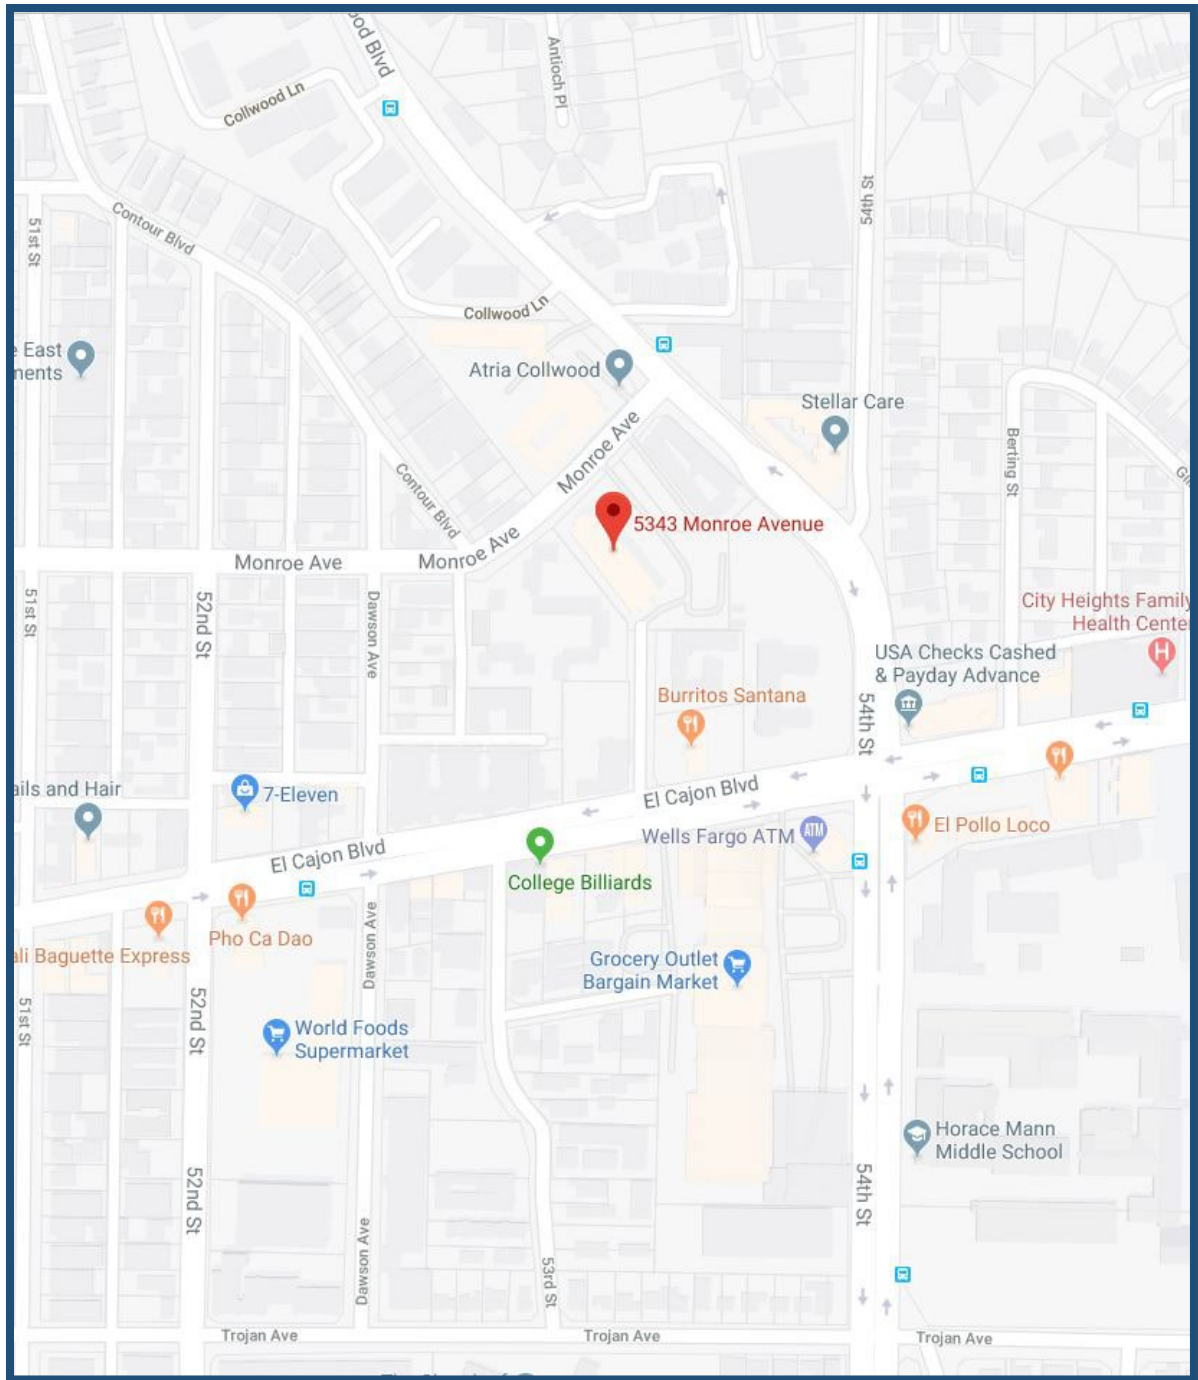 ood Blvd
Antioch Pl
Collwood Ln
54th St
51st St
Contour Blvd
Collwood Ln
e East
ments
Atria Collwood
Stellar Care
Monroe Ave
Berting St
Contour Blvd
5343 Monroe Avenue
Monroe Ave
Monroe Ave
51st St
52nd St
Dawson Ave
City Heights Family
Health Center
USA Checks Cashed
& Payday Advance
Burritos Santana
54th St
ails and Hair
7-Eleven
El Cajon Blvd
Wells Fargo ATM
ATM
El Pollo Loco
El Cajon Blvd
College Billiards
Pho Ca Dao
ali Baguette Express
Dawson Ave
Grocery Outlet
Bargain Market
51st St
52nd St
World Foods
Supermarket
Horace Mann
Middle School
52nd St
54th St
Dawson Ave
53rd St
Trojan Ave
Trojan Ave
Trojan Ave